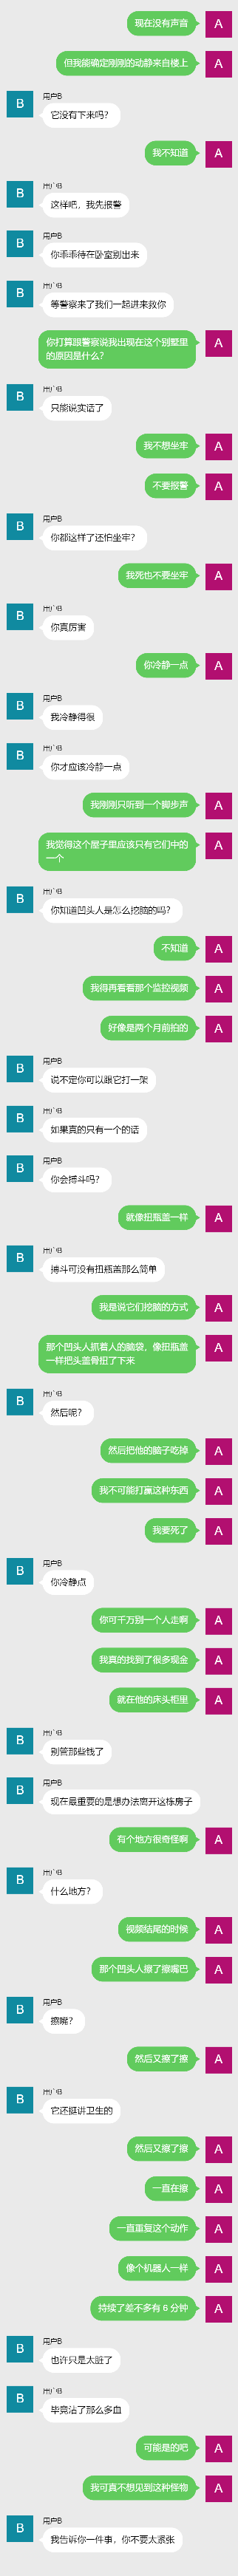 现在没有声音
A
但我能确定刚刚的动静来自楼上
A
用户B
B
它没有下来吗？
我不知道
A
用户B
B
这样吧，我先报警
用户B
B
你乖乖待在卧室别出来
用户B
B
等警察来了我们一起进来救你
你打算跟警察说我出现在这个别墅里
的原因是什么？
A
用户B
B
只能说实话了
我不想坐牢
A
不要报警
A
用户B
B
你都这样了还怕坐牢？
我死也不要坐牢
A
用户B
B
你真厉害
你冷静一点
A
用户B
B
我冷静得很
用户B
B
你才应该冷静一点
我刚刚只听到一个脚步声
A
我觉得这个屋子里应该只有它们中的
一个
A
用户B
B
你知道凹头人是怎么挖脑的吗？
不知道
A
我得再看看那个监控视频
A
好像是两个月前拍的
A
用户B
B
说不定你可以跟它打一架
用户B
B
如果真的只有一个的话
用户B
B
你会搏斗吗？
就像扭瓶盖一样
A
用户B
B
搏斗可没有扭瓶盖那么简单
我是说它们挖脑的方式
A
那个凹头人抓着人的脑袋，像扭瓶盖
一样把头盖骨扭了下来
A
用户B
B
然后呢？
然后把他的脑子吃掉
A
我不可能打赢这种东西
A
我要死了
A
用户B
B
你冷静点
你可千万别一个人走啊
A
我真的找到了很多现金
A
就在他的床头柜里
A
用户B
B
别管那些钱了
用户B
B
现在最重要的是想办法离开这栋房子
有个地方很奇怪啊
A
用户B
B
什么地方？
视频结尾的时候
A
那个凹头人擦了擦嘴巴
A
用户B
B
擦嘴？
然后又擦了擦
A
用户B
B
它还挺讲卫生的
然后又擦了擦
A
一直在擦
A
一直重复这个动作
A
像个机器人一样
A
持续了差不多有 6 分钟
A
用户B
B
也许只是太脏了
用户B
B
毕竟沾了那么多血
可能是的吧
A
我可真不想见到这种怪物
A
用户B
B
我告诉你一件事，你不要太紧张